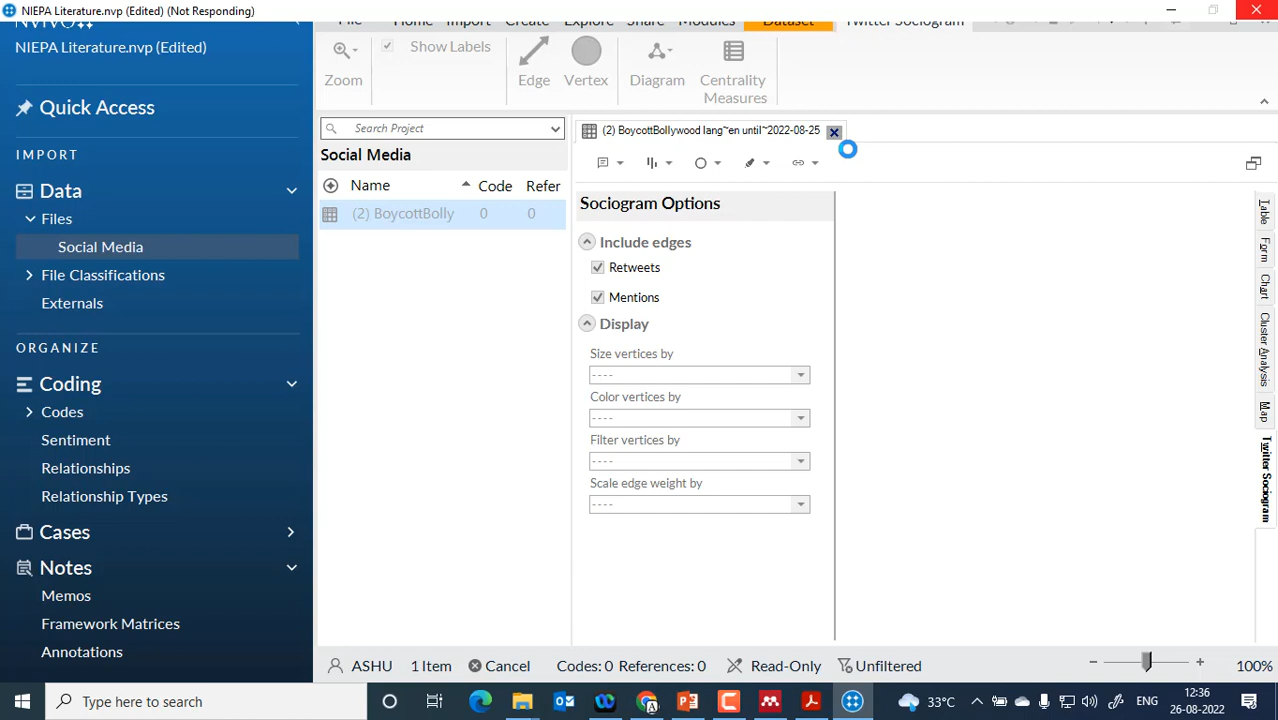 NIEPA Literature.nvp (Edited) (Not Responding)
NVIVO
NIEPA Literature.nvp (Edited)
Quick Access
IMPORT
Data
Files
Social Media
File Classifications
Externals
ORGANIZE
Coding
Codes
Sentiment
Relationships
Relationship Types
Cases
Notes
Memos
Framework Matrices
Annotations
File Home Import Create Explore Share Modules Dataset Twitter Sociogram
Zoom
Show Labels
Edge
Vertex
Diagram
Centrality
Measures
Search Project
Social Media
Name Code Refer
(2) BoycottBolly 0 0
(2) BoycottBollywood lang~en until~2022-08-25
Sociogram Options
Include edges
Retweets
Mentions
Display
Size vertices by
----
Color vertices by
----
Filter vertices by
----
Scale edge weight by
----
Table
Form
Chart
Cluster Analysis
Map
Twitter Sociogram
ASHU 1 Item Cancel Codes: 0 References: 0 Read-Only Unfiltered 100%
Type here to search
33°C
ENG
12:36
26-08-2022